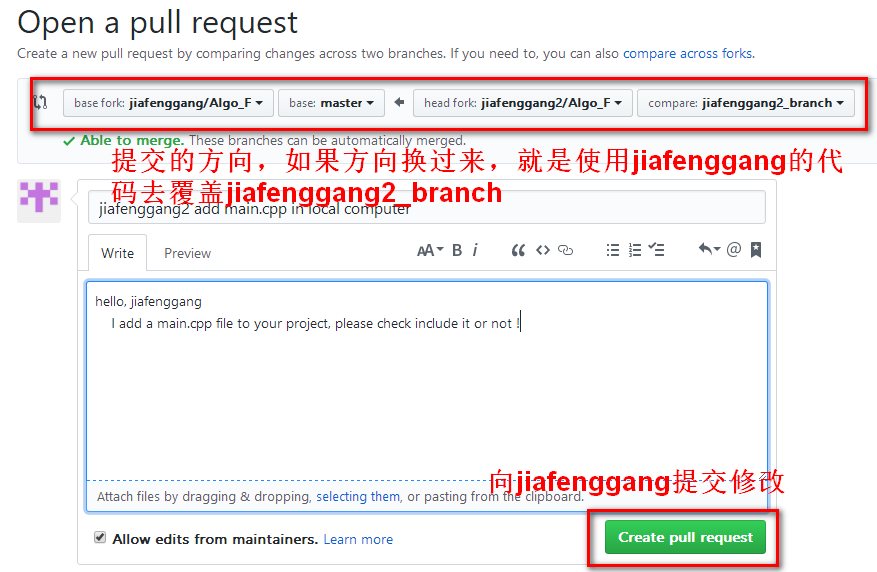 Open a pull request
Create a new pull request by comparing changes across two branches. If you need to, you can also compare across forks.
base fork: jiafenggang/Algo_F base: master head fork: jiafenggang2/Algo_F compare: jiafenggang2_branch
Able to merge. These branches can be automatically merged.
提交的方向，如果方向换过来，就是使用jiafenggang的代
码去覆盖jiafenggang2_branch
jiafenggang2 add main.cpp in local computer
Write Preview AA B i @
hello, jiafenggang
I add a main.cpp file to your project, please check include it or not !
向jiafenggang提交修改
Attach files by dragging & dropping, selecting them, or pasting from the clipboard.
Allow edits from maintainers. Learn more
Create pull request